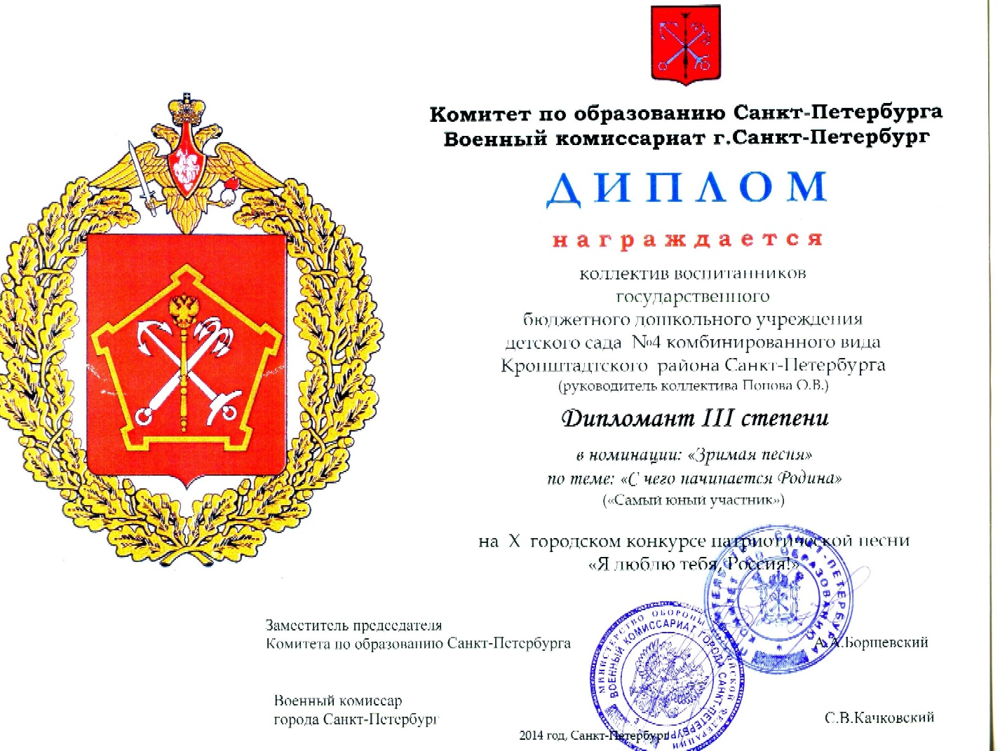 Комитет по образованию Санкт-Петербурга
Военный комиссариат г.Санкт-Петербург
ДИПЛОМ
награждается
коллектив воспитанников
государственного
бюджетного дошкольного учреждения
детского сада №4 комбинированного вида
Кронштадтского района Санкт-Петербурга
(руководитель коллектива Попова О.В.)
Дипломант III степени
в номинации: «Зримая песня»
по теме: «С чего начинается Родина»
(«Самый юный участник»)
на X городском конкурсе патриотической песни
«Я люблю тебя, Россия!»
Заместитель председателя
Комитета по образованию Санкт-Петербурга
А.А.Борщевский
Военный комиссар
города Санкт-Петербург
С.В.Качковский
2014 год, Санкт-Петербург
МИНИСТЕРСТВО ОБОРОНЫ РОССИЙСКОЙ ФЕДЕРАЦИИ
ВОЕННЫЙ КОМИССАРИАТ ГОРОДА САНКТ-ПЕТЕРБУРГ
САНКТ-ПЕТЕРБУРГА
КОМИТЕТ ПО ОБРАЗОВАНИЮ